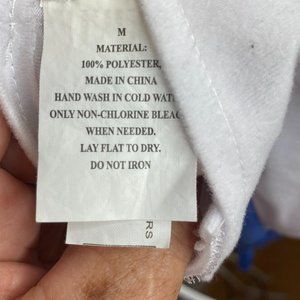 M
MATERIAL:
100% POLYESTER,
MADE IN CHINA
HAND WASH IN COLD WAT
ONLY NON-CHLORINE BLEAC
WHEN NEEDED.
LAY FLAT TO DRY.
DO NOT IRON
RS